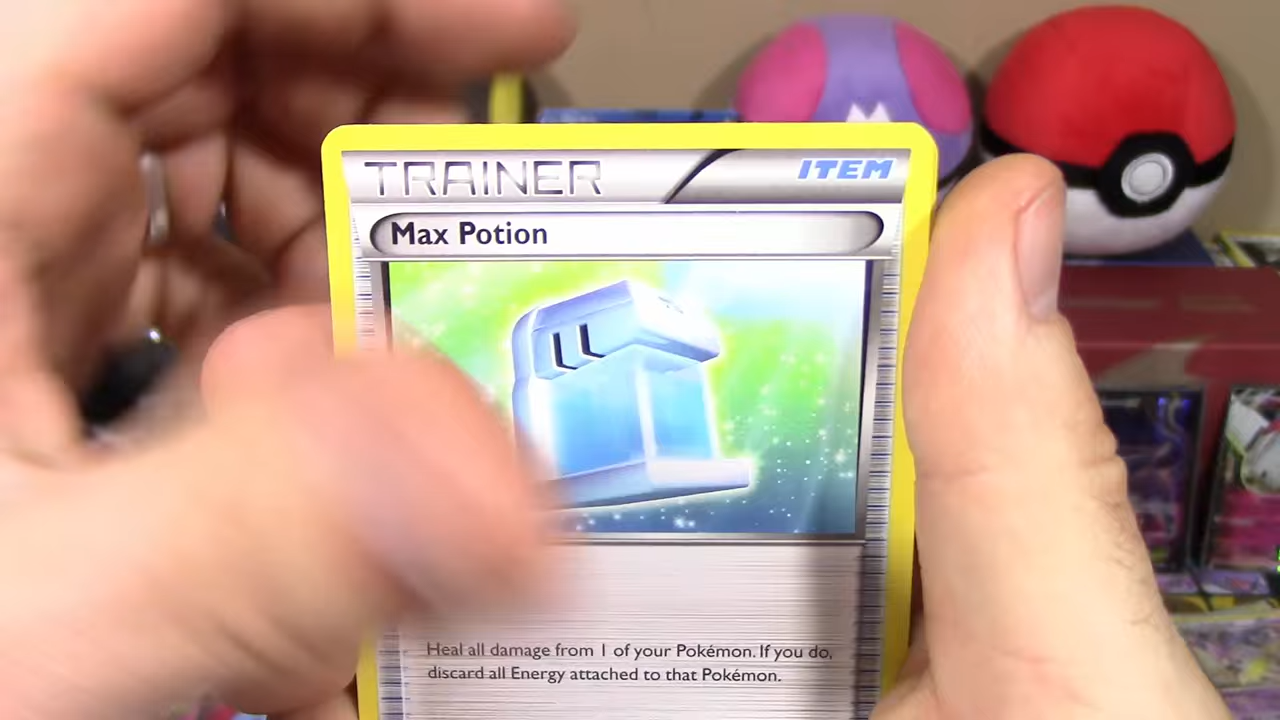 TRAINER
ITEM
Max Potion
Heal all damage from 1 of your Pokémon. If you do,
discard all Energy attached to that Pokémon.